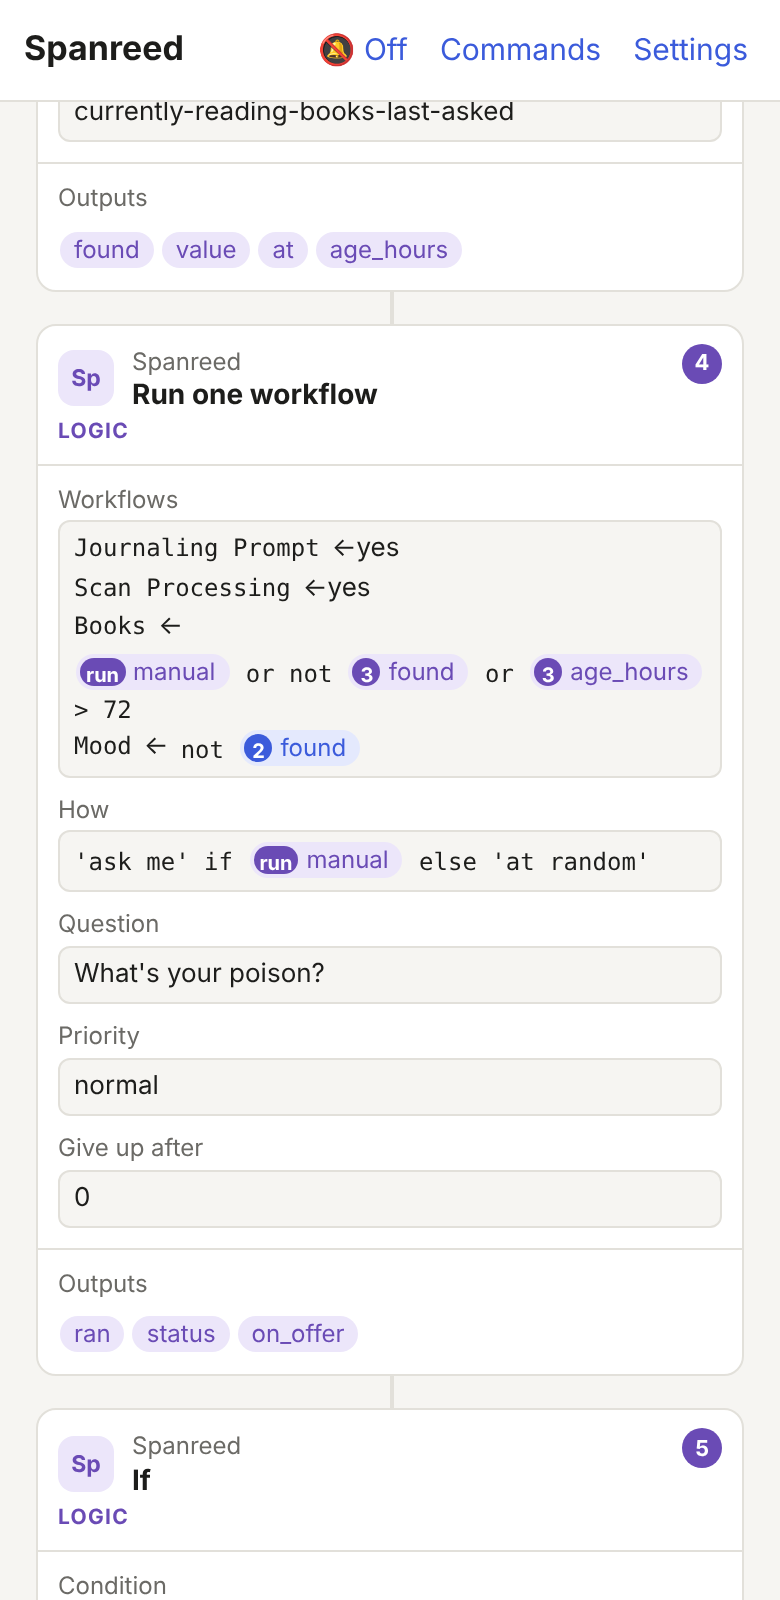 Spanreed
🔕 Off Commands Settings
currently-reading-books-last-asked
Outputs
found value at age_hours
Sp
Spanreed
4
Run one workflow
LOGIC
Workflows
Journaling Prompt ←yes
Scan Processing ←yes
Books ←
run manual or not 3 found or 3 age_hours
> 72
Mood ← not 2 found
How
'ask me' if run manual else 'at random'
Question
What's your poison?
Priority
normal
Give up after
0
Outputs
ran status on_offer
Sp
Spanreed
5
If
LOGIC
Condition